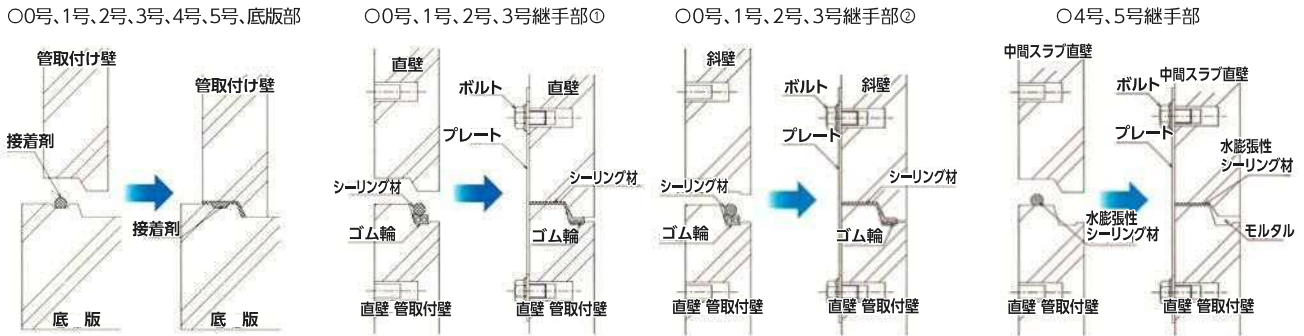 ○0号、1号、2号、3号、4号、5号、底版部
管取付け壁
接着剤
底 版
管取付け壁
接着剤
底 版
○0号、1号、2号、3号継手部①
直壁
シーリング材
ゴム輪
直壁 管取付壁
ボルト
直壁
プレート
シーリング材
ゴム輪
直壁 管取付壁
○0号、1号、2号、3号継手部②
斜壁
シーリング材
ゴム輪
直壁 管取付壁
ボルト
斜壁
プレート
シーリング材
ゴム輪
直壁 管取付壁
○4号、5号継手部
中間スラブ直壁
水膨張性
シーリング材
直壁 管取付壁
中間スラブ直壁
ボルト
プレート
水膨張性
シーリング材
モルタル
直壁 管取付壁